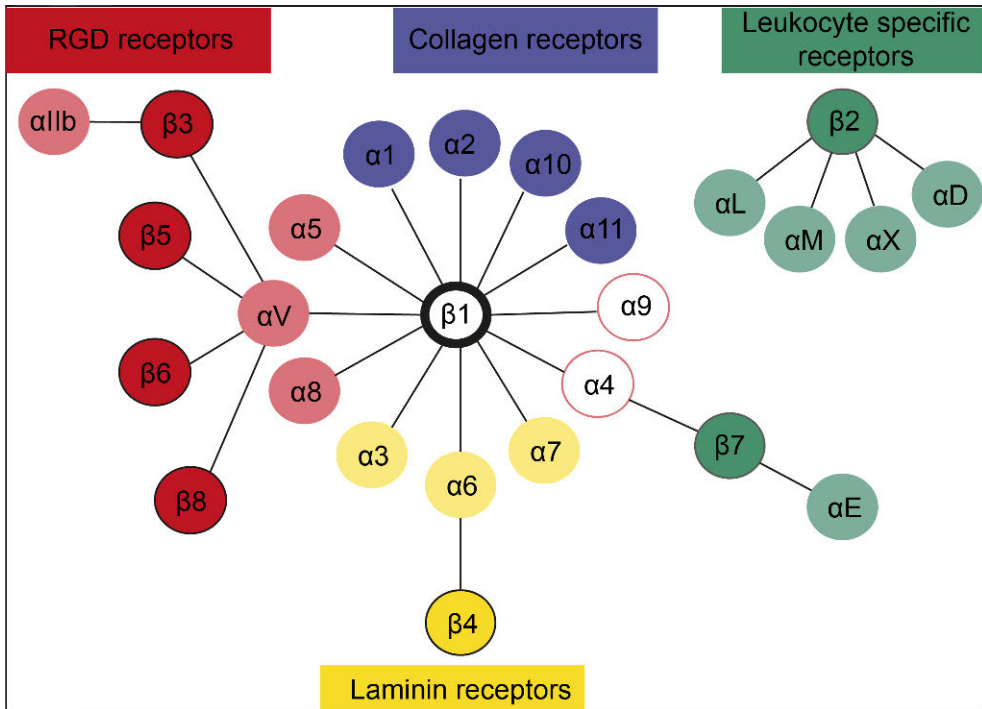 RGD receptors
Collagen receptors
Leukocyte specific
receptors
αIIb
β3
β2
α1
α2
α10
αL
αM
αX
αD
β5
α5
α11
αV
β1
α9
β6
α8
α4
α3
α6
α7
β7
β8
αE
β4
Laminin receptors